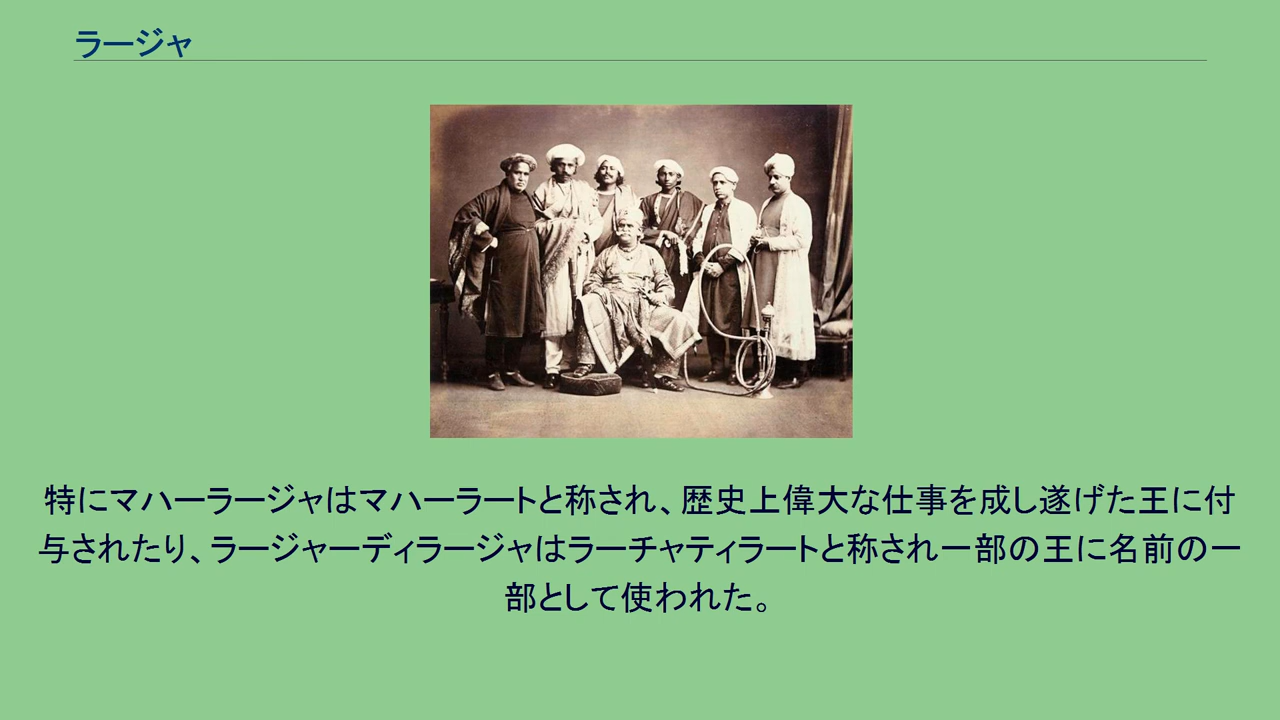 ラージャ
特にマハーラージャはマハーラートと称され、歴史上偉大な仕事を成し遂げた王に付
与されたり、ラージャーディラージャはラーチャティラートと称され一部の王に名前の一
部として使われた。